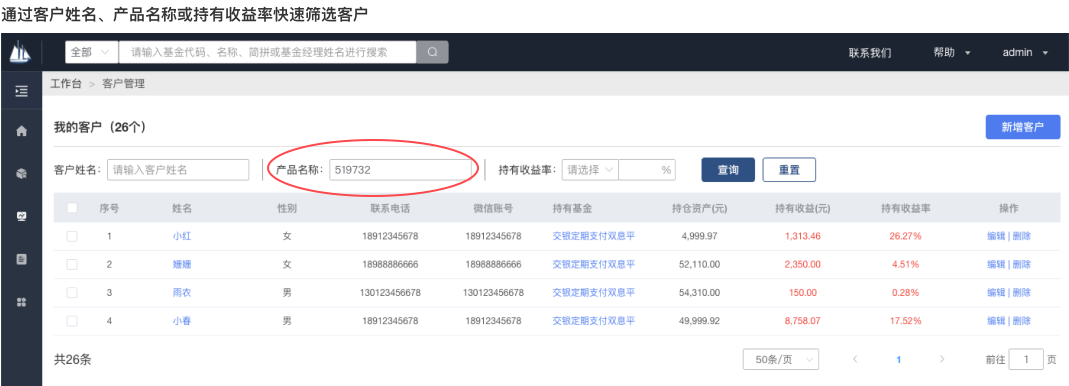 通过客户姓名、产品名称或持有收益率快速筛选客户
全部 请输入基金代码、名称、简拼或基金经理姓名进行搜索 联系我们 帮助 admin
工作台 > 客户管理
我的客户（26个） 新增客户
客户姓名: 请输入客户姓名 产品名称: 519732 持有收益率: 请选择 % 查询 重置
序号 姓名 性别 联系电话 微信账号 持有基金 持仓资产(元) 持有收益(元) 持有收益率 操作
1 小红 女 18912345678 18912345678 交银定期支付双息平 4,999.97 1,313.46 26.27% 编辑 | 删除
2 姗姗 女 18988886666 18988886666 交银定期支付双息平 52,110.00 2,350.00 4.51% 编辑 | 删除
3 雨农 男 130123456678 130123456678 交银定期支付双息平 54,310.00 150.00 0.28% 编辑 | 删除
4 小春 男 18912345678 18912345678 交银定期支付双息平 49,999.92 8,758.07 17.52% 编辑 | 删除
共26条 50条/页 < 1 > 前往 1 页